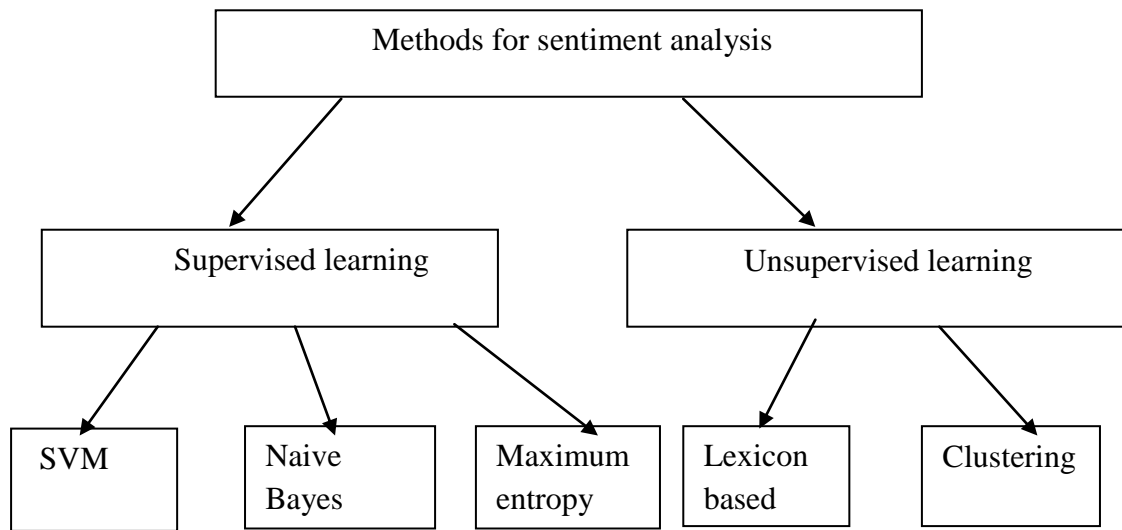 Methods for sentiment analysis
Supervised learning
Unsupervised learning
SVM
Naive
Bayes
Maximum
entropy
Lexicon
based
Clustering